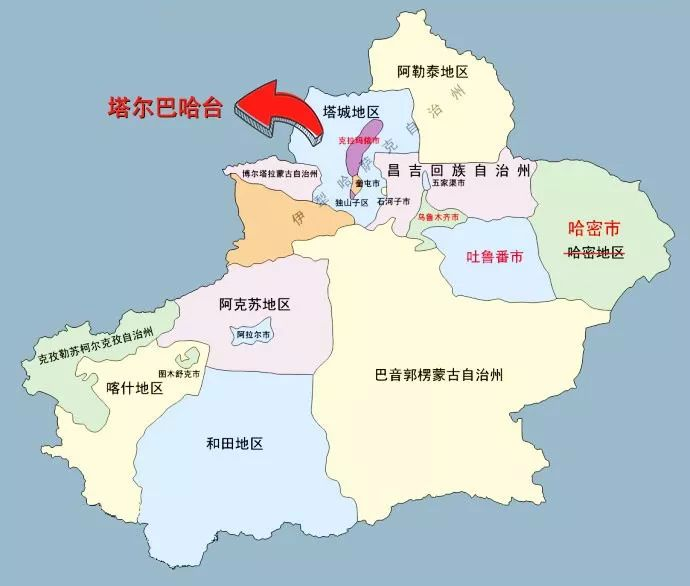 阿勒泰地区
塔尔巴哈台
塔城地区
克拉玛依市
伊犁哈萨克自治州
博尔塔拉蒙古自治州
昌吉回族自治州
奎屯市
五家渠市
独山子区
石河子市
乌鲁木齐市
哈密市
哈密地区
吐鲁番市
阿克苏地区
阿拉尔市
克孜勒苏柯尔克孜自治州
图木舒克市
喀什地区
巴音郭楞蒙古自治州
和田地区